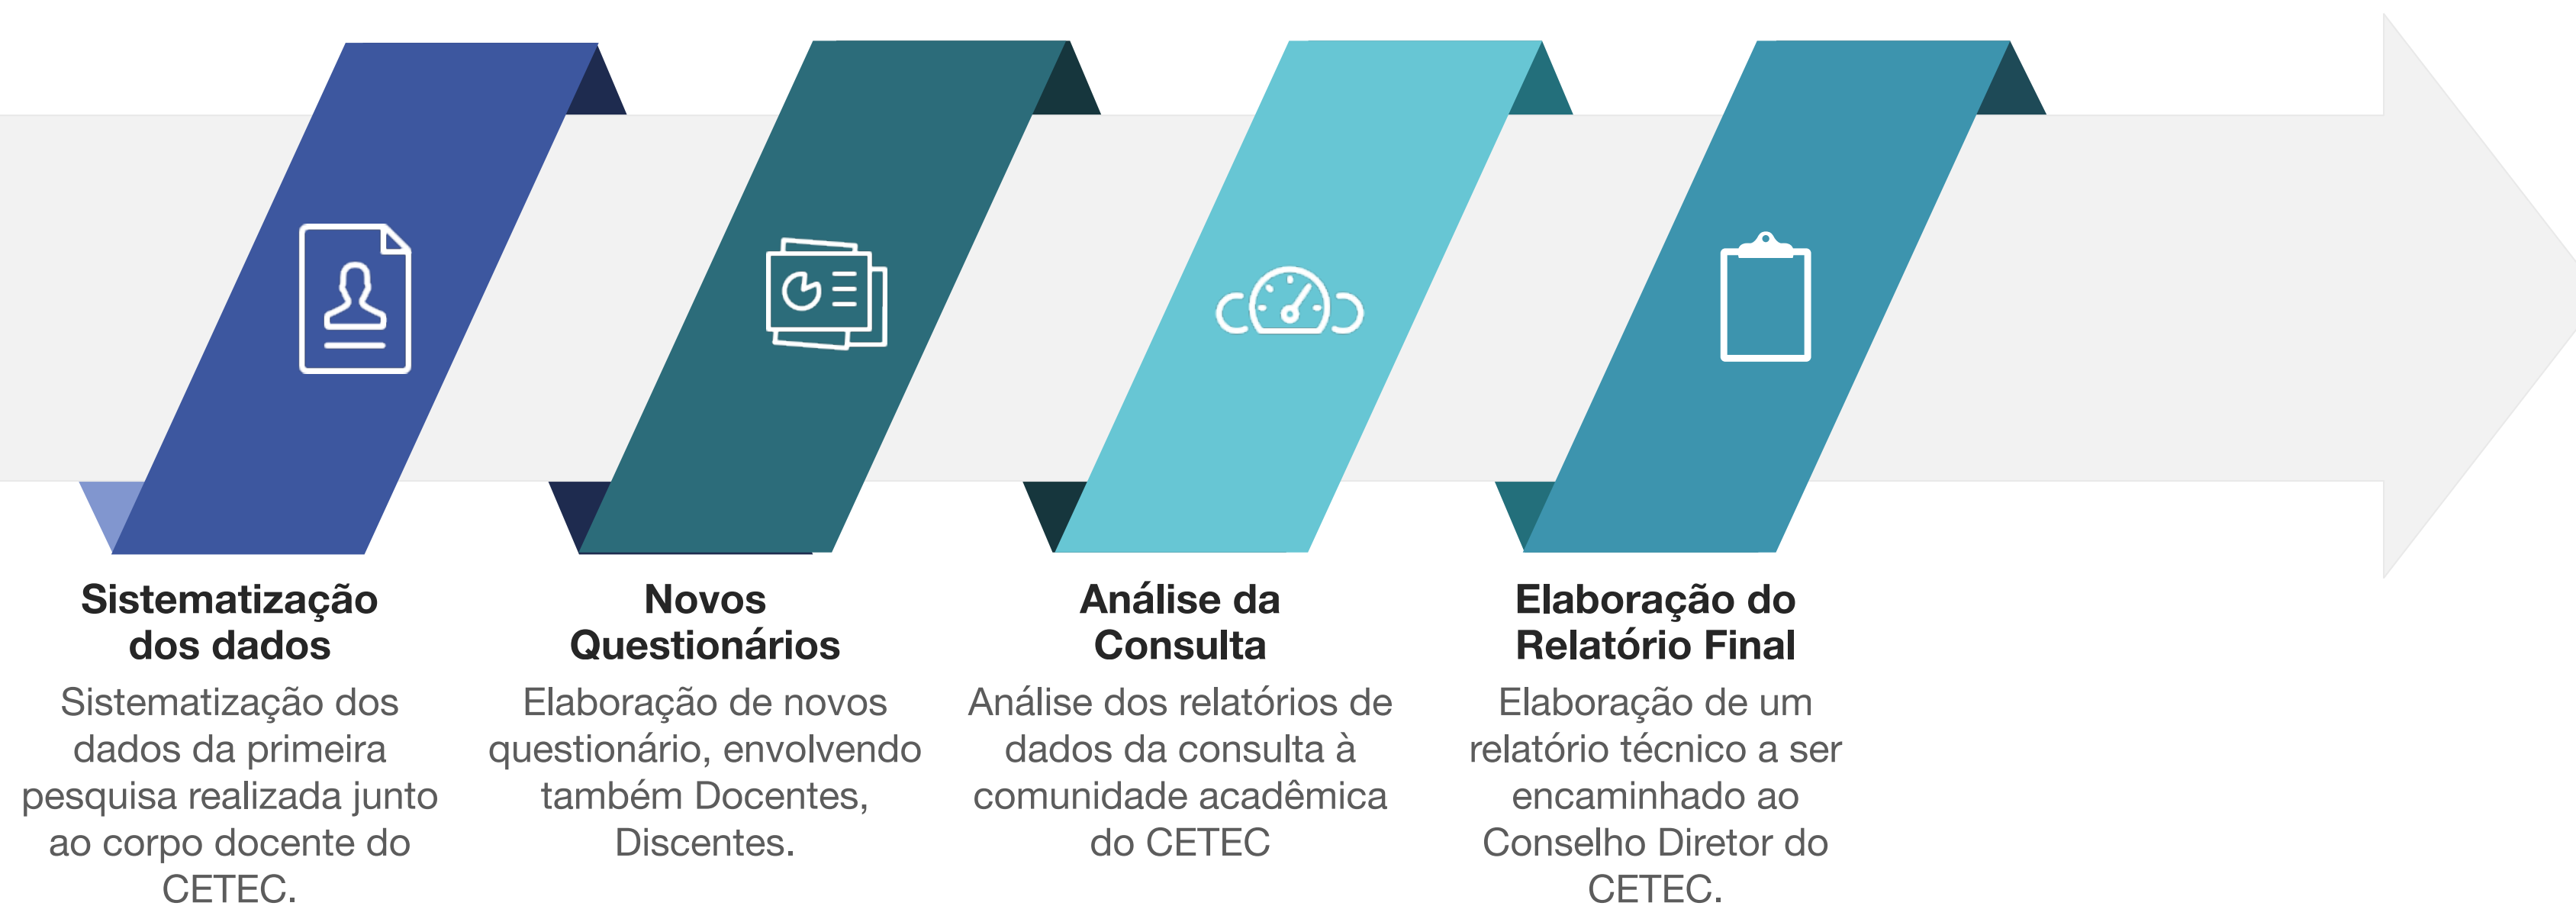 Sistematização
dos dados
Sistematização dos
dados da primeira
pesquisa realizada junto
ao corpo docente do
CETEC.
Novos
Questionários
Elaboração de novos
questionário, envolvendo
também Docentes,
Discentes.
Análise da
Consulta
Análise dos relatórios de
dados da consulta à
comunidade acadêmica
do CETEC
Elaboração do
Relatório Final
Elaboração de um
relatório técnico a ser
encaminhado ao
Conselho Diretor do
CETEC.